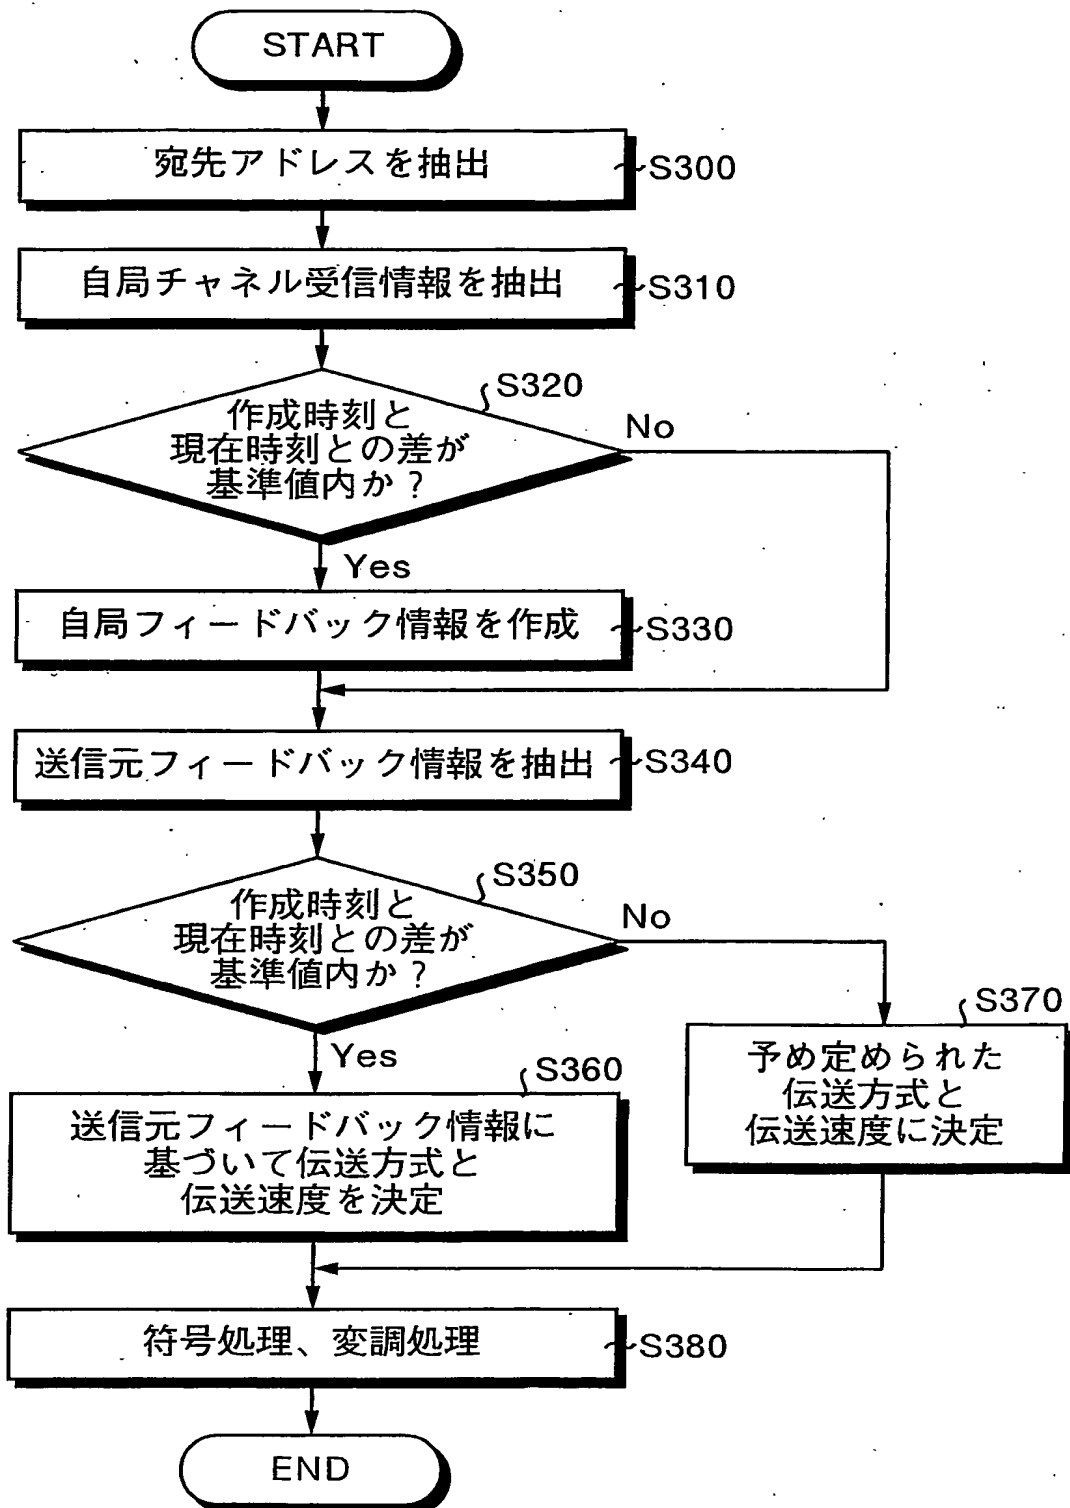 START
宛先アドレスを抽出
S300
自局チャネル受信情報を抽出
S310
S320
作成時刻と
現在時刻との差が
基準値内か？
No
Yes
自局フィードバック情報を作成
S330
送信元フィードバック情報を抽出
S340
S350
作成時刻と
現在時刻との差が
基準値内か？
No
Yes
S370
予め定められた
伝送方式と
伝送速度に決定
S360
送信元フィードバック情報に
基づいて伝送方式と
伝送速度を決定
符号処理、変調処理
S380
END